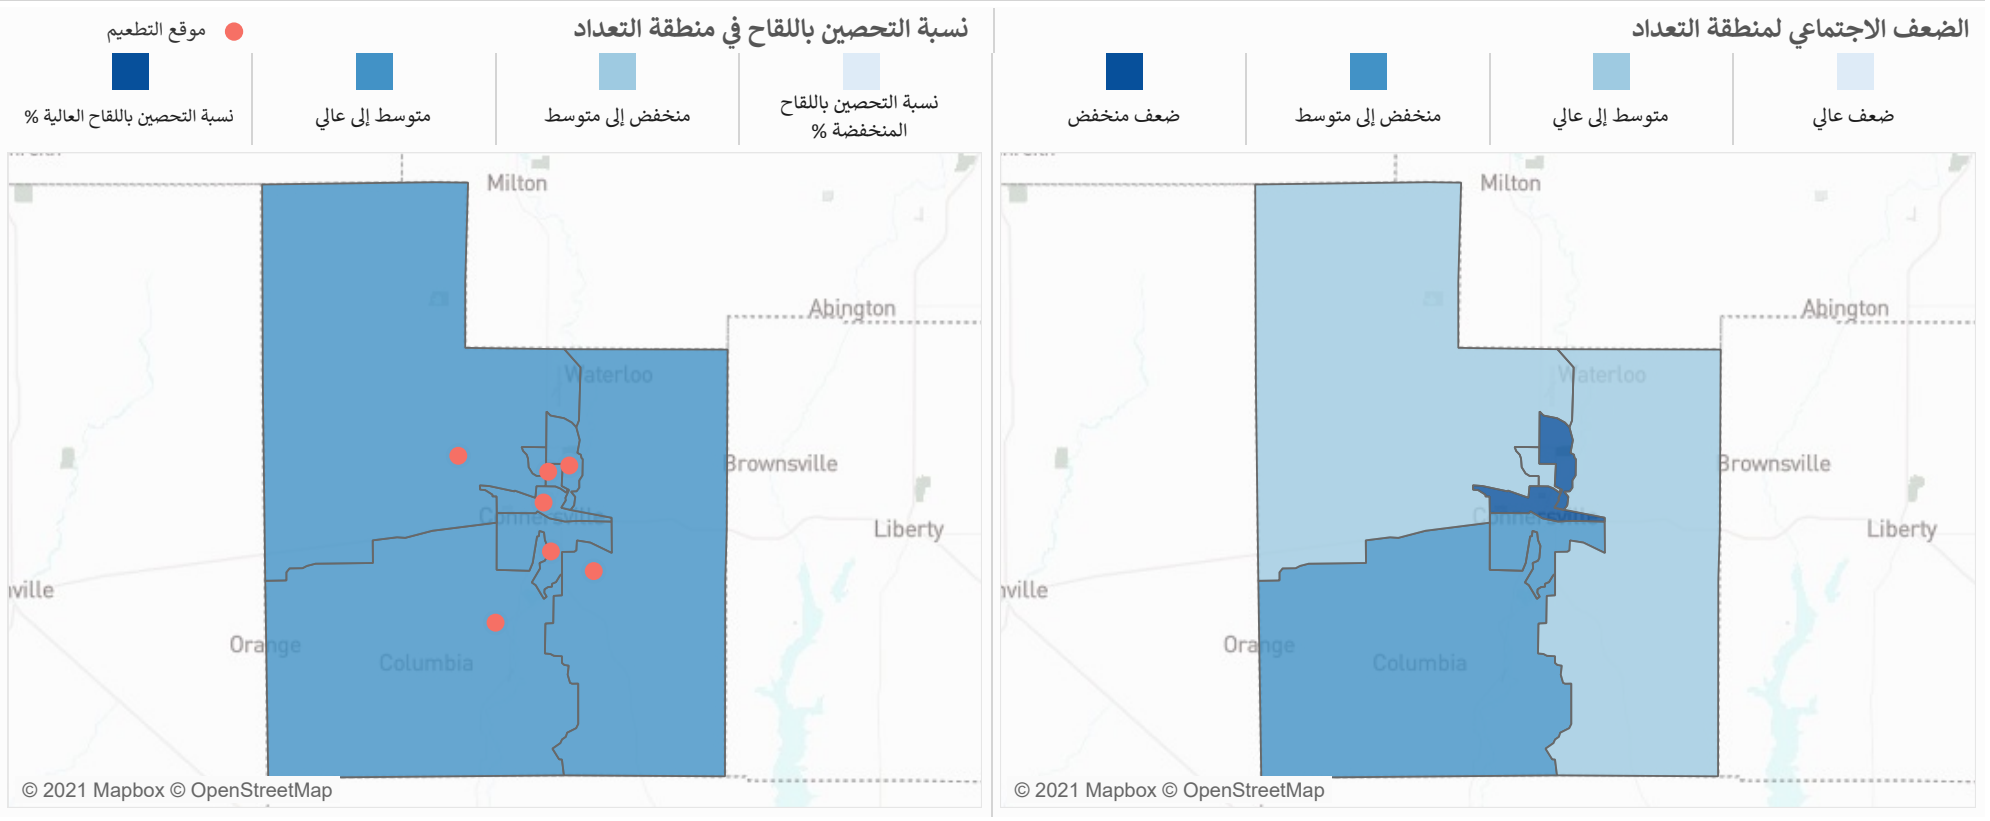 الضعف الاجتماعي لمنطقة التعداد
ضعف عالي
متوسط إلى عالي
منخفض إلى متوسط
ضعف منخفض
Milton
Abington
Waterloo
Brownsville
Connersville
Liberty
Orange
Columbia
© 2021 Mapbox © OpenStreetMap
نسبة التحصين باللقاح في منطقة التعداد
موقع التطعيم
نسبة التحصين باللقاح
المنخفضة %
منخفض إلى متوسط
متوسط إلى عالي
نسبة التحصين باللقاح العالية %
Milton
Abington
Waterloo
Brownsville
Connersville
Liberty
Orange
Columbia
© 2021 Mapbox © OpenStreetMap